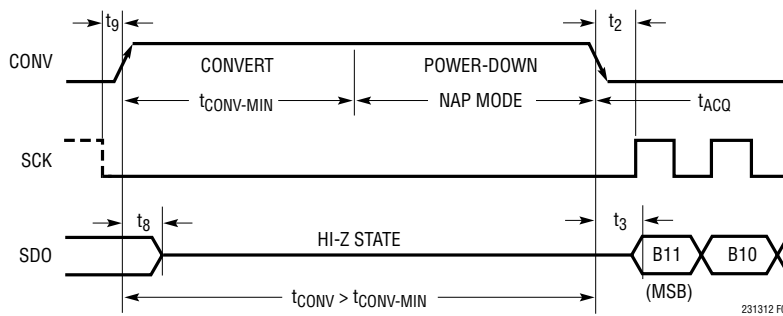 t9
t2
CONV
CONVERT
POWER-DOWN
tCONV-MIN
NAP MODE
tACQ
SCK
t8
t3
HI-Z STATE
SDO
B11
B10
(MSB)
tCONV > tCONV-MIN
231312